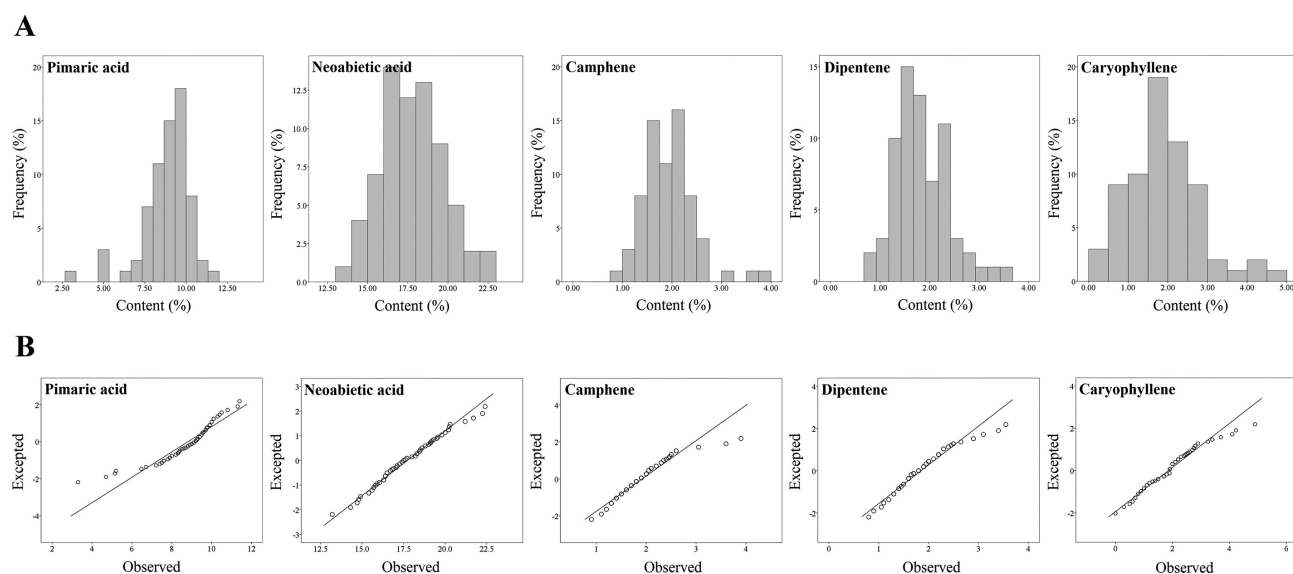 A
Pimaric acid
Neoabietic acid
Camphene
Dipentene
Caryophyllene
Frequency (%)
20
15
10
5
0
2.50 5.00 7.50 10.00 12.50
Content (%)
Frequency (%)
12.5
10.0
7.5
5.0
2.5
0.0
12.50 15.00 17.50 20.00 22.50
Content (%)
Frequency (%)
20
15
10
5
0
0.00 1.00 2.00 3.00 4.00
Content (%)
Frequency (%)
15
10
5
0
0.00 1.00 2.00 3.00 4.00
Content (%)
Frequency (%)
20
15
10
5
0
0.00 1.00 2.00 3.00 4.00 5.00
Content (%)
B
Pimaric acid
Neoabietic acid
Camphene
Dipentene
Caryophyllene
Excepted
2
0
-2
-4
2 4 6 8 10 12
Observed
Excepted
3
2
1
0
-1
-2
-3
12.5 15.0 17.5 20.0 22.5
Observed
Excepted
4
2
0
-2
1 2 3 4
Observed
Excepted
4
2
0
-2
0 1 2 3 4
Observed
Excepted
4
2
0
-2
0 2 4 6
Observed